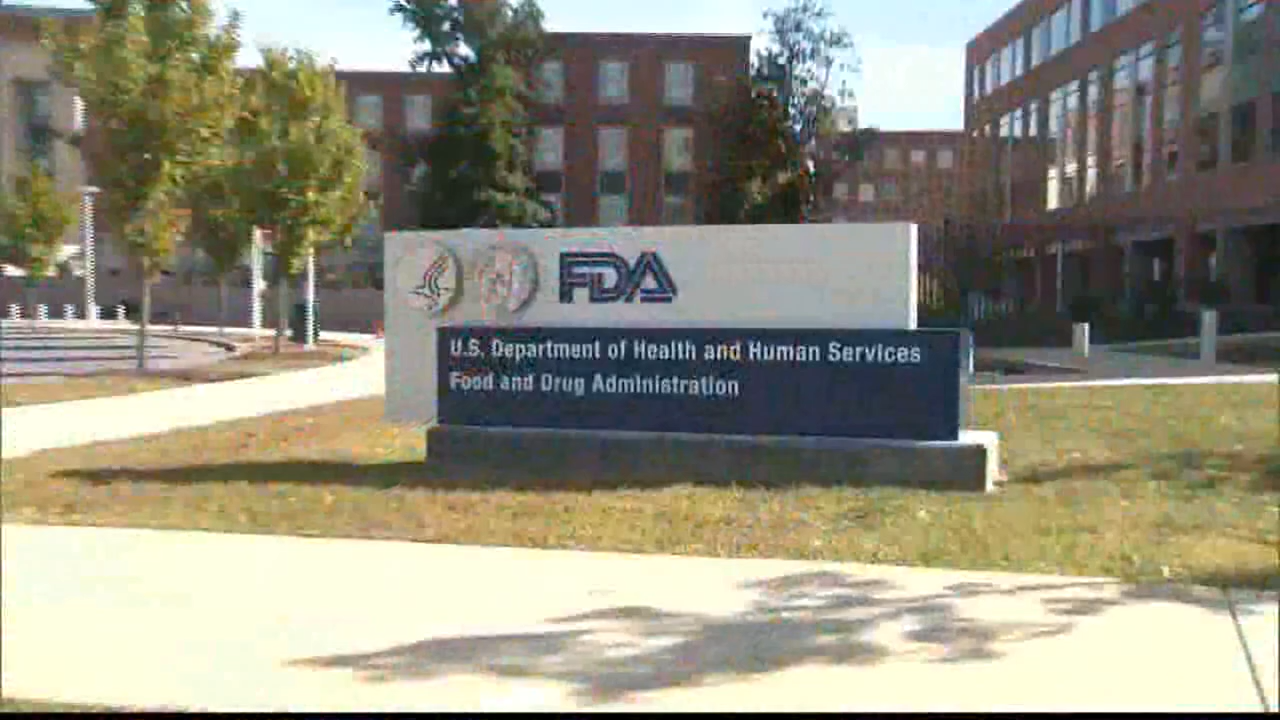 FDA
U.S. Department of Health and Human Services
Food and Drug Administration